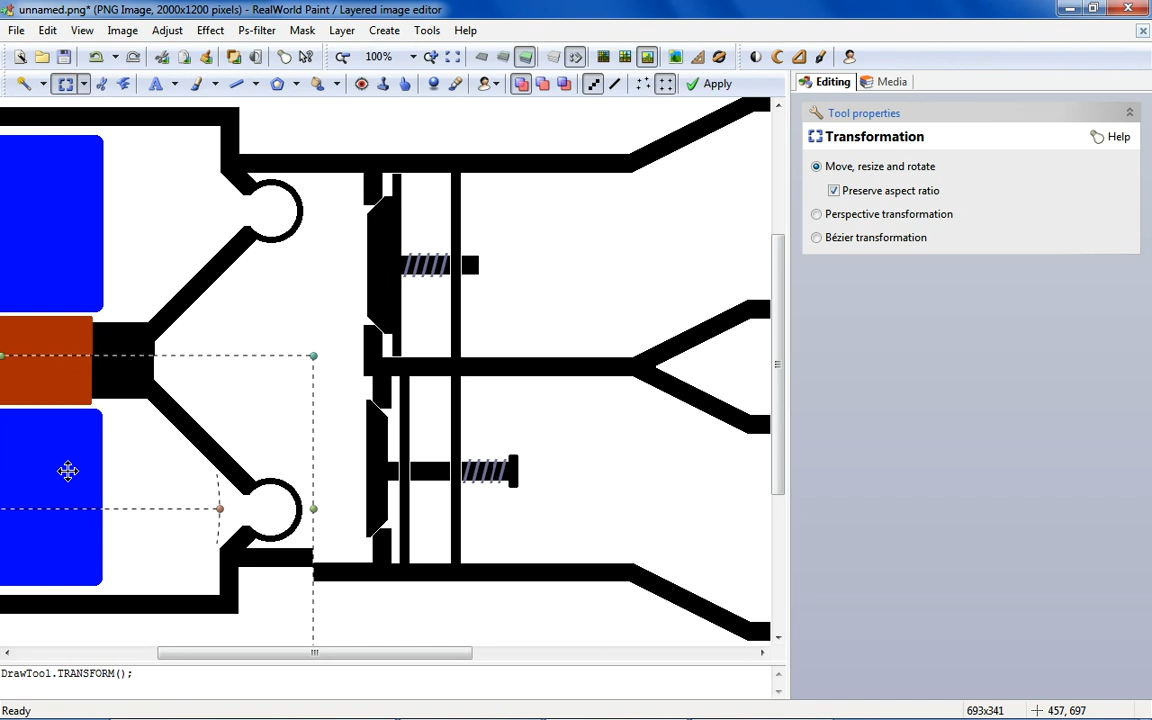 unnamed.png* (PNG Image, 2000x1200 pixels) - RealWorld Paint / Layered image editor
File Edit View Image Adjust Effect Ps-filter Mask Layer Create Tools Help
100%
Apply
Editing Media
Tool properties
Transformation Help
Move, resize and rotate
Preserve aspect ratio
Perspective transformation
Bézier transformation
DrawTool.TRANSFORM();
Ready 693x341 457, 697